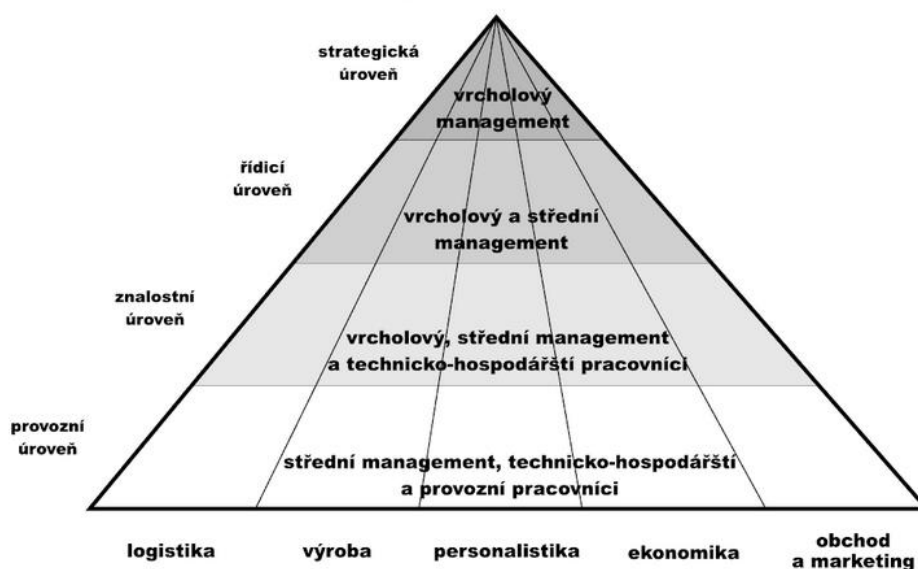 strategická
úroveň
vrcholový
management
řídicí
úroveň
vrcholový a střední
management
znalostní
úroveň
vrcholový, střední management
a technicko-hospodářští pracovníci
provozní
úroveň
střední management, technicko-hospodářští
a provozní pracovníci
logistika
výroba
personalistika
ekonomika
obchod
a marketing